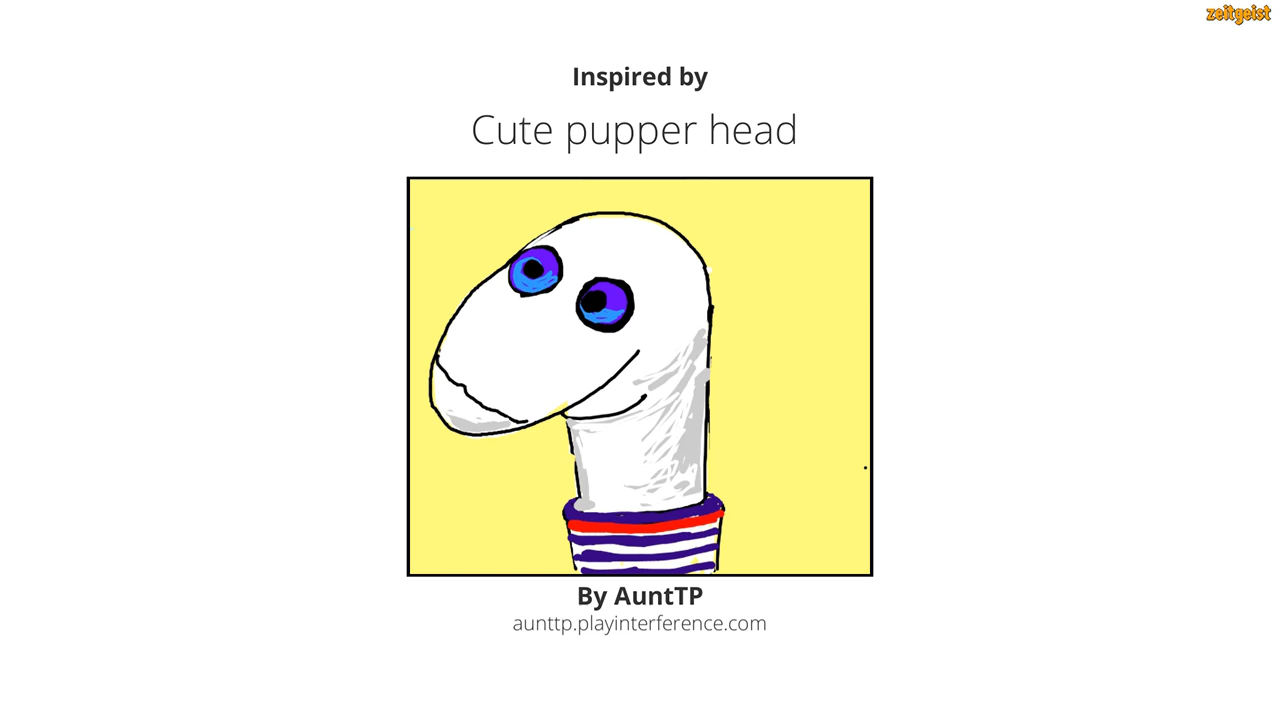 zeitgeist
Inspired by
Cute pupper head
By AuntTP
aunttp.playinterference.com